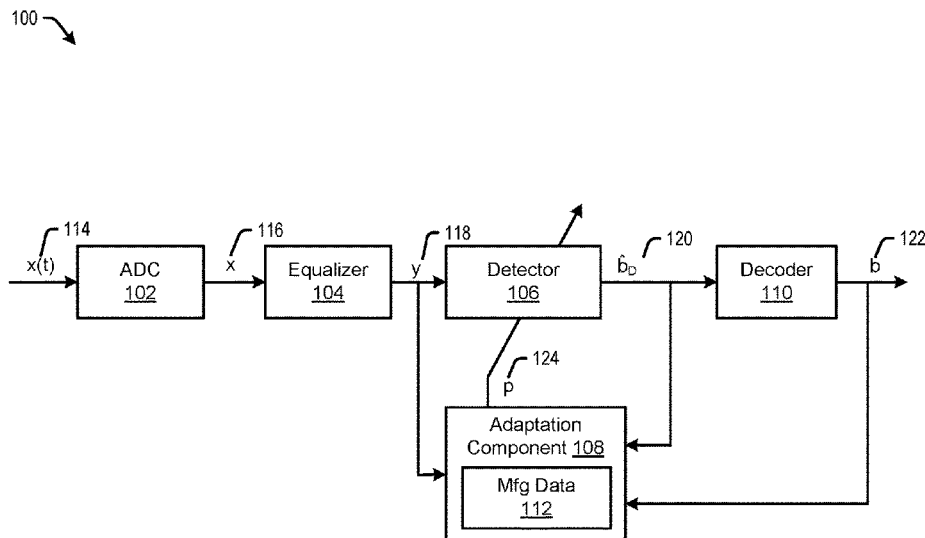 100
114
x(t)
ADC
102
116
x
Equalizer
104
118
y
Detector
106
120
b̂D
Decoder
110
122
b
124
p
Adaptation
Component 108
Mfg Data
112